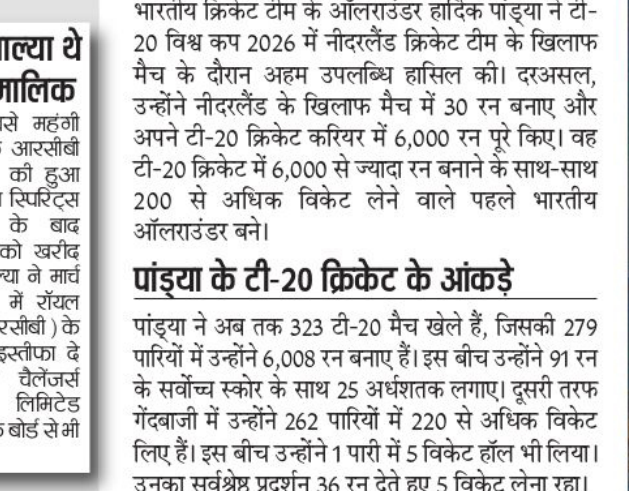 ाल्या थे
मालिक
से महंगी
आरसीबी
की हुआ
स्पिरिट्स
के बाद
को खरीद
्या ने मार्च
में रॉयल
रसीबी ) के
इस्तीफा दे
चैलेंजर्स
लिमिटेड
बोर्ड से भी
भारतीय क्रिकेट टीम के ऑलराउंडर हार्दिक पांड्या ने टी-
20 विश्व कप 2026 में नीदरलैंड क्रिकेट टीम के खिलाफ
मैच के दौरान अहम उपलब्धि हासिल की। दरअसल,
उन्होंने नीदरलैंड के खिलाफ मैच में 30 रन बनाए और
अपने टी-20 क्रिकेट करियर में 6,000 रन पूरे किए। वह
टी-20 क्रिकेट में 6,000 से ज्यादा रन बनाने के साथ-साथ
200 से अधिक विकेट लेने वाले पहले भारतीय
ऑलराउंडर बने।
पांड्या के टी-20 क्रिकेट के आंकड़े
पांड्या ने अब तक 323 टी-20 मैच खेले हैं, जिसकी 279
पारियों में उन्होंने 6,008 रन बनाए हैं। इस बीच उन्होंने 91 रन
के सर्वोच्च स्कोर के साथ 25 अर्धशतक लगाए। दूसरी तरफ
गेंदबाजी में उन्होंने 262 पारियों में 220 से अधिक विकेट
लिए हैं। इस बीच उन्होंने 1 पारी में 5 विकेट हॉल भी लिया।
उनका सर्वश्रेष्ठ प्रदर्शन 36 रन देते हुए 5 विकेट लेना रहा।